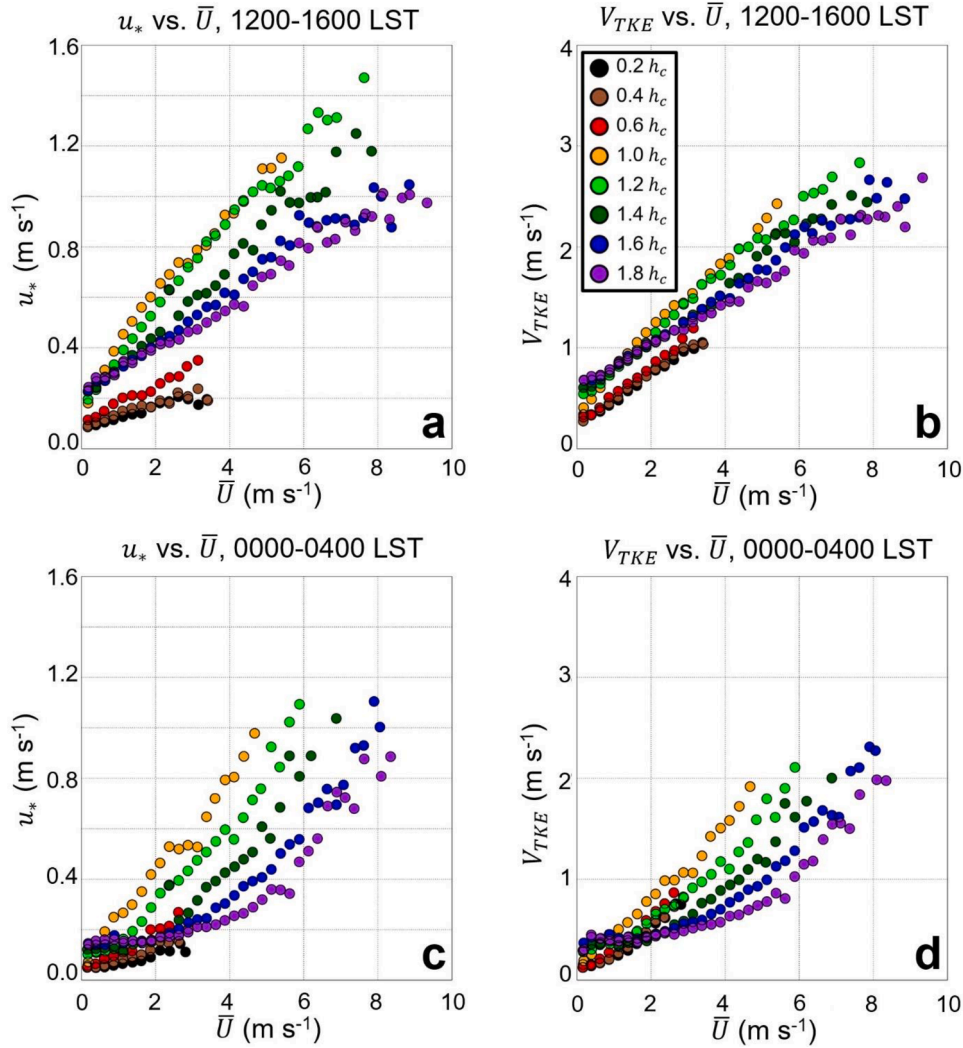 u* vs. U̅, 1200-1600 LST
V_TKE vs. U̅, 1200-1600 LST
1.6
1.2
0.8
0.4
0.0
u* (m s⁻¹)
0 2 4 6 8 10
U̅ (m s⁻¹)
a
4
3
2
1
0
V_TKE (m s⁻¹)
0.2 h_c
0.4 h_c
0.6 h_c
1.0 h_c
1.2 h_c
1.4 h_c
1.6 h_c
1.8 h_c
0 2 4 6 8 10
U̅ (m s⁻¹)
b
u* vs. U̅, 0000-0400 LST
V_TKE vs. U̅, 0000-0400 LST
1.6
1.2
0.8
0.4
0.0
u* (m s⁻¹)
0 2 4 6 8 10
U̅ (m s⁻¹)
c
4
3
2
1
0
V_TKE (m s⁻¹)
0 2 4 6 8 10
U̅ (m s⁻¹)
d